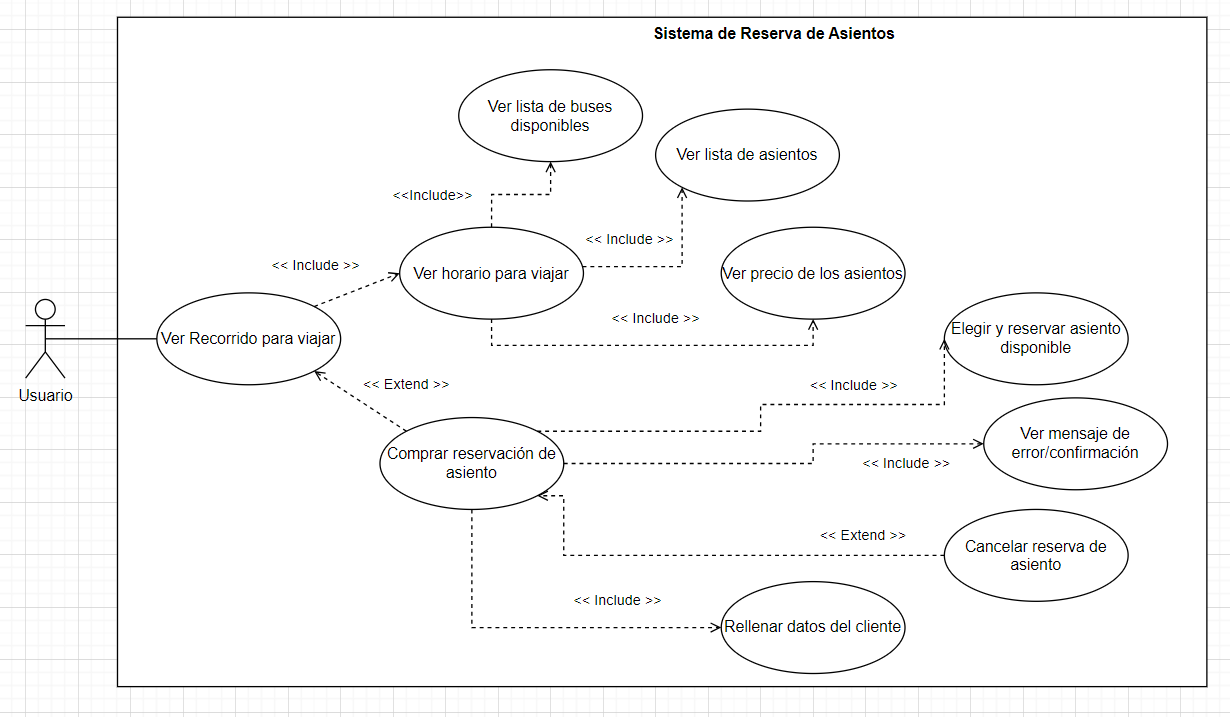 Sistema de Reserva de Asientos
Ver lista de buses
disponibles
Ver lista de asientos
<<Include>>
<< Include >>
<< Include >>
Ver horario para viajar
Ver precio de los asientos
<< Include >>
Elegir y reservar asiento
disponible
Ver Recorrido para viajar
Usuario
<< Extend >>
<< Include >>
Comprar reservación de
asiento
Ver mensaje de
error/confirmación
<< Include >>
<< Extend >>
Cancelar reserva de
asiento
<< Include >>
Rellenar datos del cliente